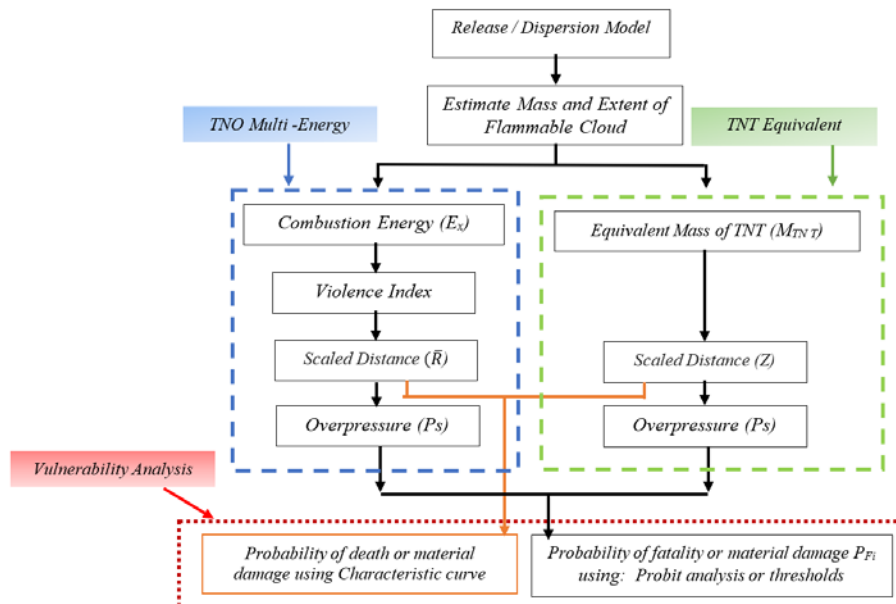 Release / Dispersion Model
Estimate Mass and Extent of
Flammable Cloud
TNO Multi -Energy
TNT Equivalent
Combustion Energy (Eₓ)
Equivalent Mass of TNT (M_TNT)
Violence Index
Scaled Distance (R̄)
Scaled Distance (Z)
Overpressure (Ps)
Overpressure (Ps)
Vulnerability Analysis
Probability of death or material
damage using Characteristic curve
Probability of fatality or material damage P_Fi
using: Probit analysis or thresholds